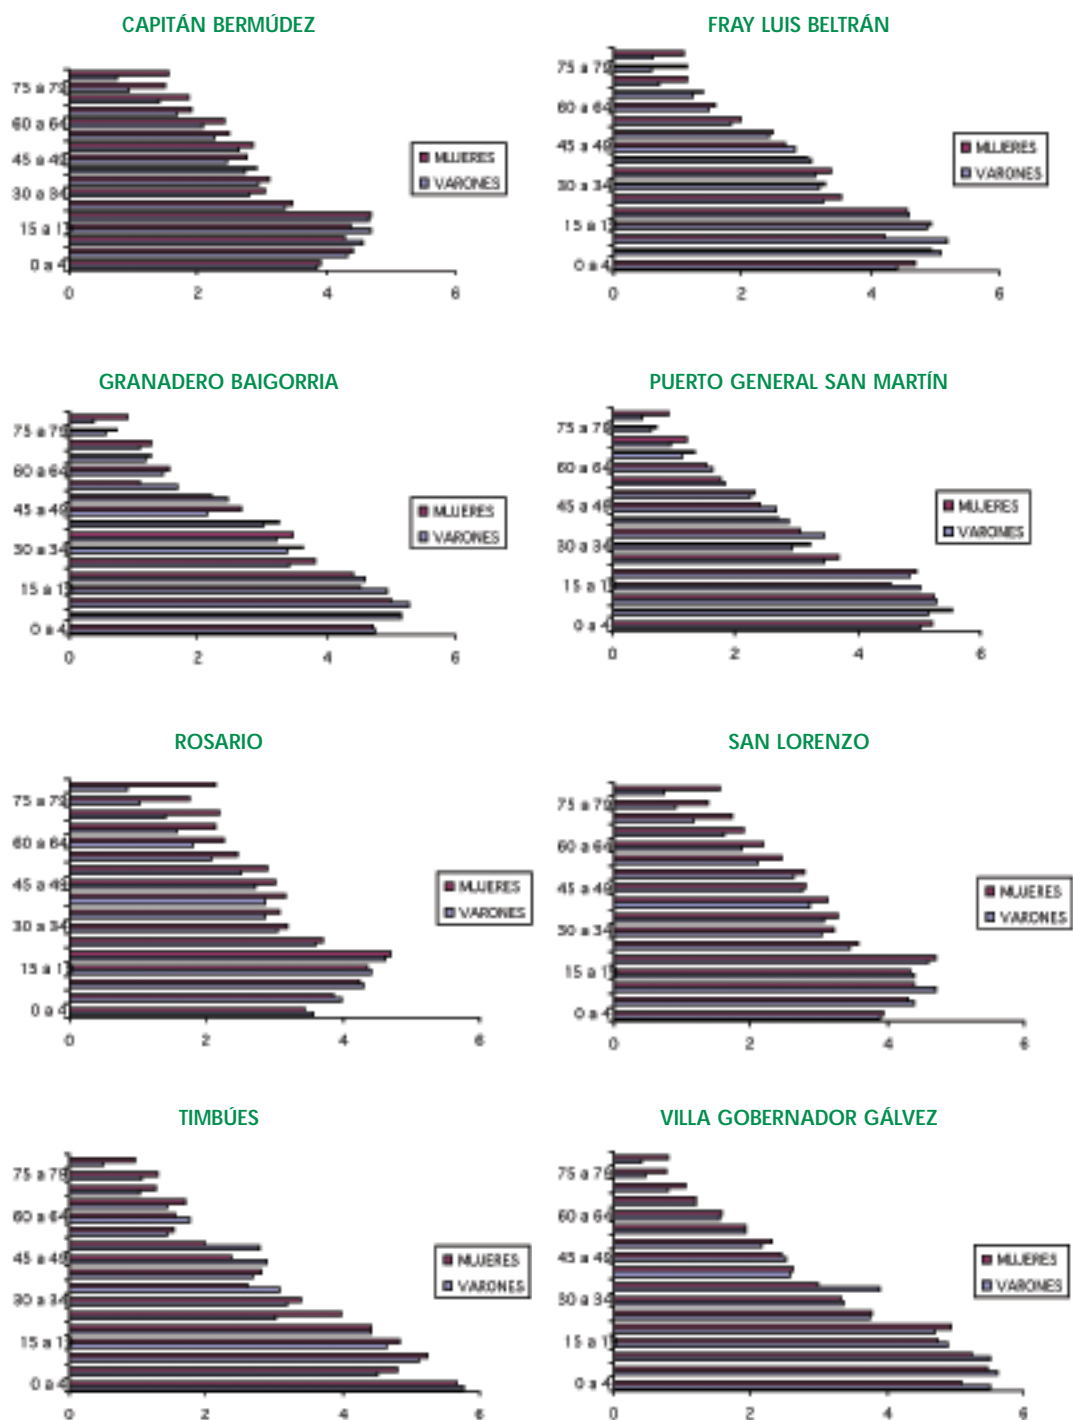 CAPITÁN BERMÚDEZ
75 a 79
60 a 64
45 a 49
30 a 34
15 a 1
0 a 4
0 2 4 6
MUJERES
VARONES
FRAY LUIS BELTRÁN
75 a 79
60 a 64
45 a 49
30 a 34
15 a 1
0 a 4
0 2 4 6
MUJERES
VARONES
GRANADERO BAIGORRIA
75 a 79
60 a 64
45 a 49
30 a 34
15 a 1
0 a 4
0 2 4 6
MUJERES
VARONES
PUERTO GENERAL SAN MARTÍN
75 a 79
60 a 64
45 a 49
30 a 34
15 a 1
0 a 4
0 2 4 6
MUJERES
VARONES
ROSARIO
75 a 79
60 a 64
45 a 49
30 a 34
15 a 1
0 a 4
0 2 4 6
MUJERES
VARONES
SAN LORENZO
75 a 79
60 a 64
45 a 49
30 a 34
15 a 1
0 a 4
0 2 4 6
MUJERES
VARONES
TIMBÚES
75 a 79
60 a 64
45 a 49
30 a 34
15 a 1
0 a 4
0 2 4 6
MUJERES
VARONES
VILLA GOBERNADOR GÁLVEZ
75 a 79
60 a 64
45 a 49
30 a 34
15 a 1
0 a 4
0 2 4 6
MUJERES
VARONES